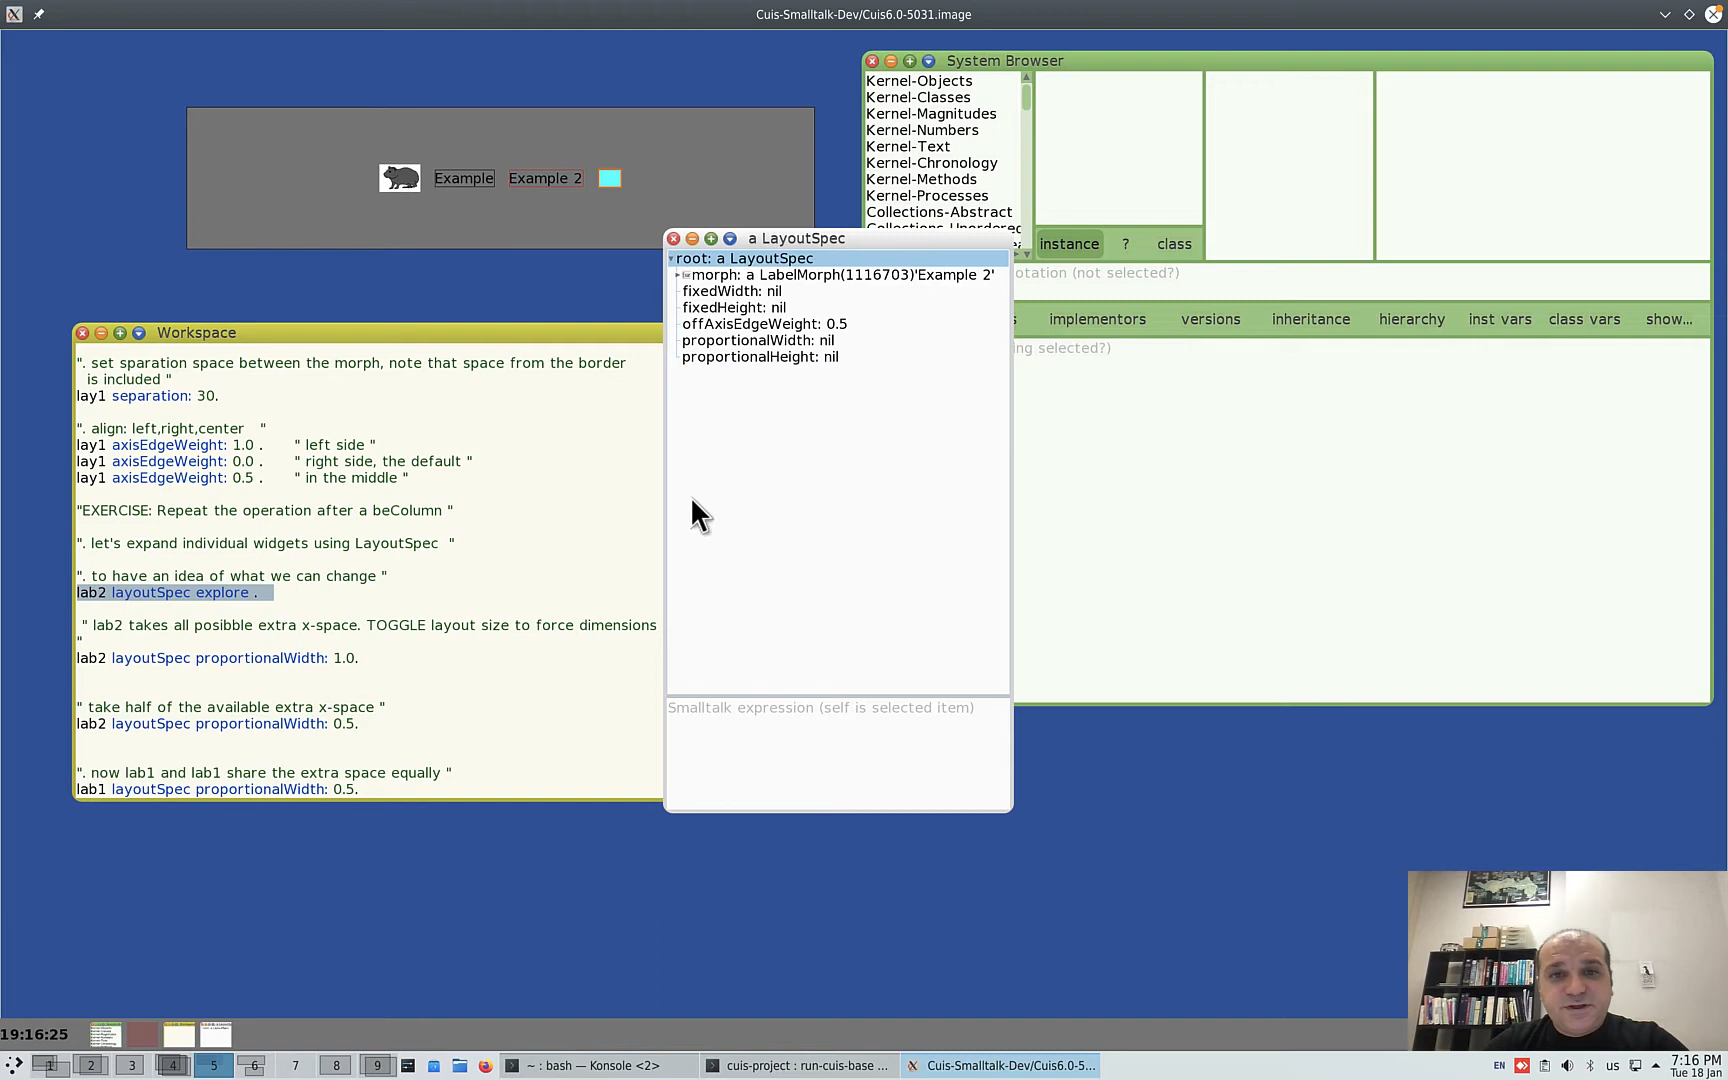 Cuis-Smalltalk-Dev/Cuis6.0-5031.image
System Browser
Kernel-Objects
Kernel-Classes
Kernel-Magnitudes
Kernel-Numbers
Kernel-Text
Kernel-Chronology
Kernel-Methods
Kernel-Processes
Collections-Abstract
Collections-Unordered
instance
?
class
otation (not selected?)
s
implementors
versions
inheritance
hierarchy
inst vars
class vars
show...
ing selected?)
Example
Example 2
a LayoutSpec
root: a LayoutSpec
morph: a LabelMorph(1116703)'Example 2'
fixedWidth: nil
fixedHeight: nil
offAxisEdgeWeight: 0.5
proportionalWidth: nil
proportionalHeight: nil
Smalltalk expression (self is selected item)
Workspace
". set sparation space between the morph, note that space from the border
is included "
lay1 separation: 30.
". align: left,right,center "
lay1 axisEdgeWeight: 1.0 . " left side "
lay1 axisEdgeWeight: 0.0 . " right side, the default "
lay1 axisEdgeWeight: 0.5 . " in the middle "
"EXERCISE: Repeat the operation after a beColumn "
". let's expand individual widgets using LayoutSpec "
". to have an idea of what we can change "
lab2 layoutSpec explore .
" lab2 takes all posibble extra x-space. TOGGLE layout size to force dimensions
"
lab2 layoutSpec proportionalWidth: 1.0.
" take half of the available extra x-space "
lab2 layoutSpec proportionalWidth: 0.5.
". now lab1 and lab1 share the extra space equally "
lab1 layoutSpec proportionalWidth: 0.5.
19:16:25
1
2
3
4
5
6
7
8
9
~ : bash — Konsole <2>
cuis-project : run-cuis-base ...
Cuis-Smalltalk-Dev/Cuis6.0-5...
EN
us
7:16 PM
Tue 18 Jan